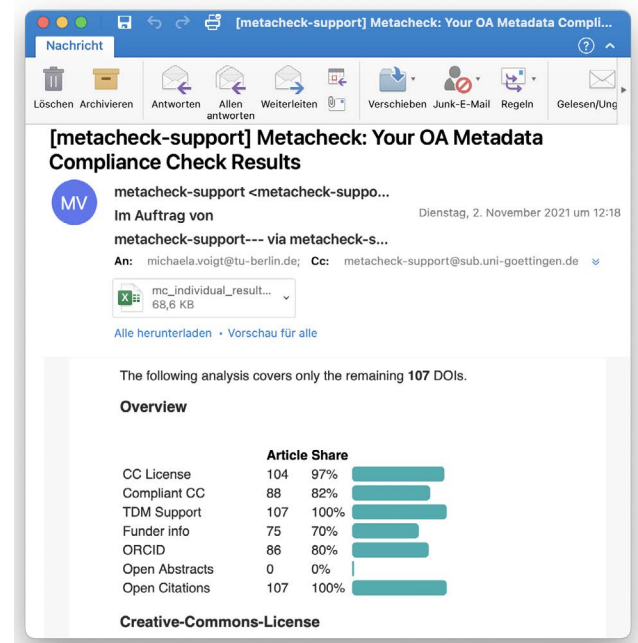 [metacheck-support] Metacheck: Your OA Metadata Compli...
Nachricht
?
Löschen Archivieren Antworten Allen antworten Weiterleiten Verschieben Junk-E-Mail Regeln Gelesen/Ung
[metacheck-support] Metacheck: Your OA Metadata
Compliance Check Results
MV
metacheck-support <metacheck-suppo...
Im Auftrag von
Dienstag, 2. November 2021 um 12:18
metacheck-support--- via metacheck-s...
An: michaela.voigt@tu-berlin.de; Cc: metacheck-support@sub.uni-goettingen.de
mc_individual_result...
68,6 KB
Alle herunterladen • Vorschau für alle
The following analysis covers only the remaining 107 DOIs.
Overview
Article Share
CC License 104 97%
Compliant CC 88 82%
TDM Support 107 100%
Funder info 75 70%
ORCID 86 80%
Open Abstracts 0 0%
Open Citations 107 100%
Creative-Commons-License